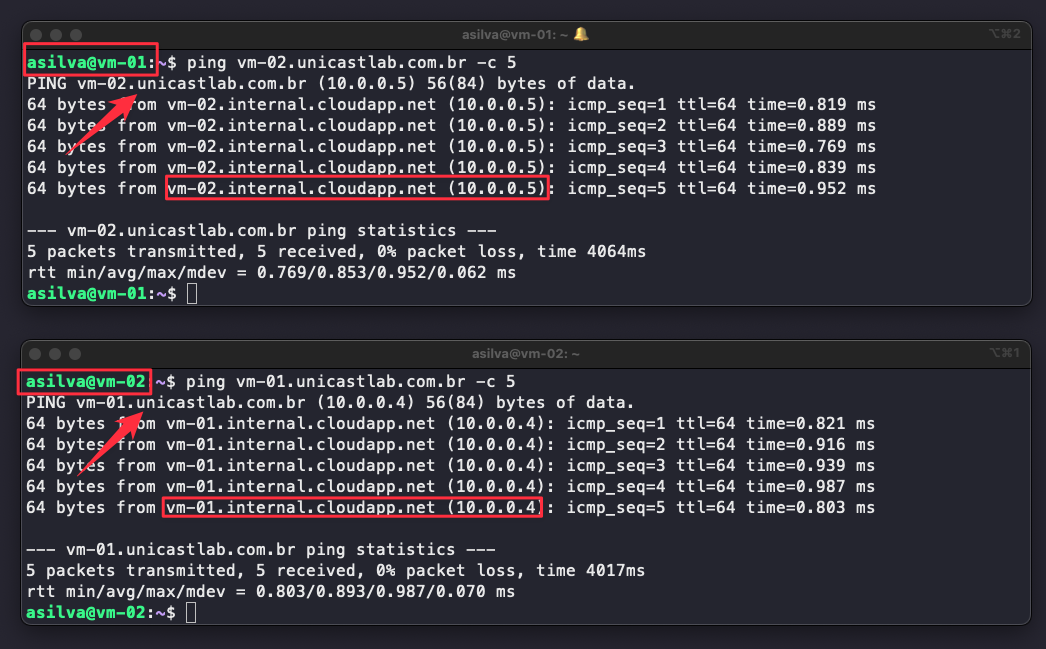 asilva@vm-01: ~ 🔔
⌥⌘2
asilva@vm-01:~$ ping vm-02.unicastlab.com.br -c 5
PING vm-02.unicastlab.com.br (10.0.0.5) 56(84) bytes of data.
64 bytes from vm-02.internal.cloudapp.net (10.0.0.5): icmp_seq=1 ttl=64 time=0.819 ms
64 bytes from vm-02.internal.cloudapp.net (10.0.0.5): icmp_seq=2 ttl=64 time=0.889 ms
64 bytes from vm-02.internal.cloudapp.net (10.0.0.5): icmp_seq=3 ttl=64 time=0.769 ms
64 bytes from vm-02.internal.cloudapp.net (10.0.0.5): icmp_seq=4 ttl=64 time=0.839 ms
64 bytes from vm-02.internal.cloudapp.net (10.0.0.5): icmp_seq=5 ttl=64 time=0.952 ms
--- vm-02.unicastlab.com.br ping statistics ---
5 packets transmitted, 5 received, 0% packet loss, time 4064ms
rtt min/avg/max/mdev = 0.769/0.853/0.952/0.062 ms
asilva@vm-01:~$
asilva@vm-02: ~
⌥⌘1
asilva@vm-02:~$ ping vm-01.unicastlab.com.br -c 5
PING vm-01.unicastlab.com.br (10.0.0.4) 56(84) bytes of data.
64 bytes from vm-01.internal.cloudapp.net (10.0.0.4): icmp_seq=1 ttl=64 time=0.821 ms
64 bytes from vm-01.internal.cloudapp.net (10.0.0.4): icmp_seq=2 ttl=64 time=0.916 ms
64 bytes from vm-01.internal.cloudapp.net (10.0.0.4): icmp_seq=3 ttl=64 time=0.939 ms
64 bytes from vm-01.internal.cloudapp.net (10.0.0.4): icmp_seq=4 ttl=64 time=0.987 ms
64 bytes from vm-01.internal.cloudapp.net (10.0.0.4): icmp_seq=5 ttl=64 time=0.803 ms
--- vm-01.unicastlab.com.br ping statistics ---
5 packets transmitted, 5 received, 0% packet loss, time 4017ms
rtt min/avg/max/mdev = 0.803/0.893/0.987/0.070 ms
asilva@vm-02:~$